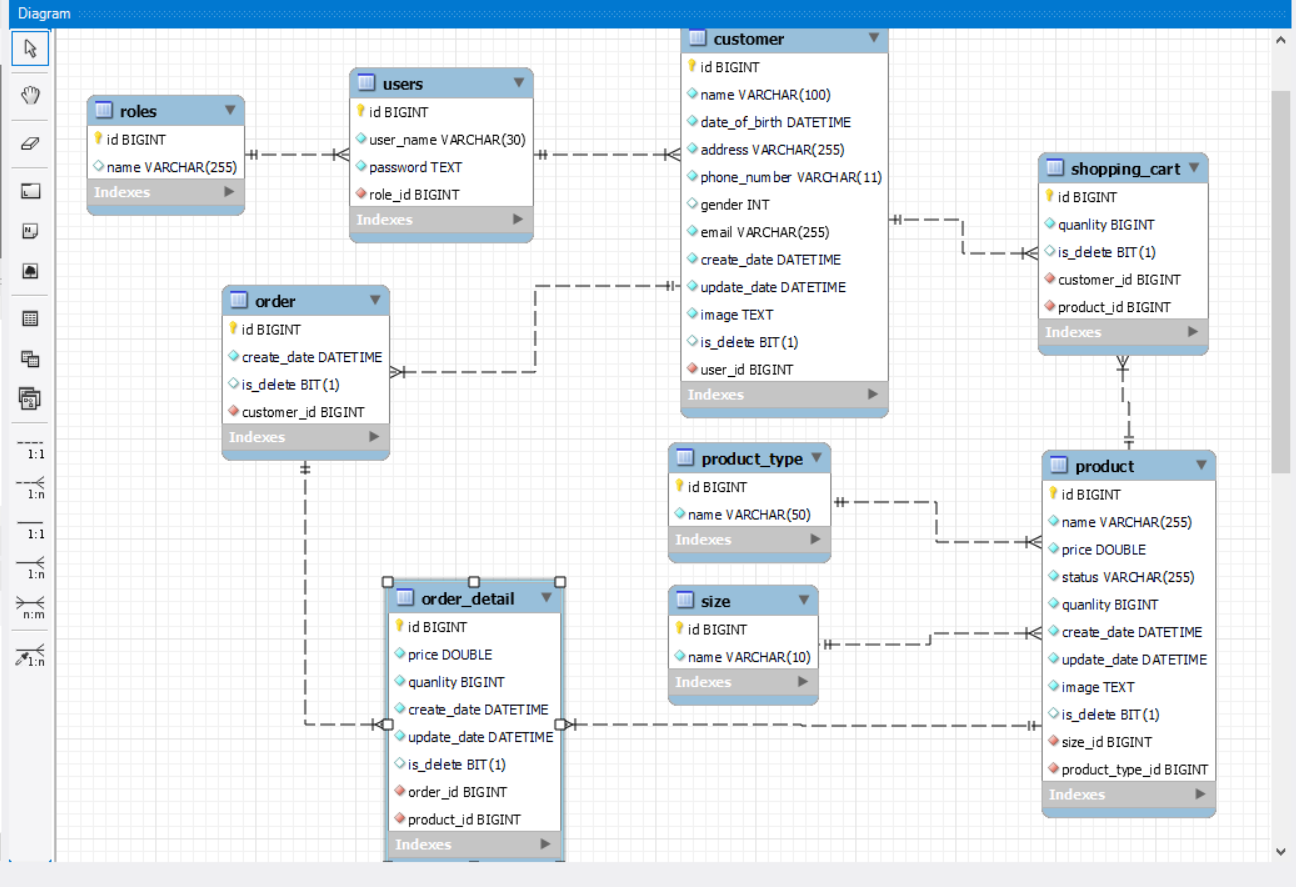 Diagram
1:1
1:n
1:1
1:n
n:m
1:n
roles
id BIGINT
name VARCHAR(255)
Indexes
users
id BIGINT
user_name VARCHAR(30)
password TEXT
role_id BIGINT
Indexes
customer
id BIGINT
name VARCHAR(100)
date_of_birth DATETIME
address VARCHAR(255)
phone_number VARCHAR(11)
gender INT
email VARCHAR(255)
create_date DATETIME
update_date DATETIME
image TEXT
is_delete BIT(1)
user_id BIGINT
Indexes
shopping_cart
id BIGINT
quanlity BIGINT
is_delete BIT(1)
customer_id BIGINT
product_id BIGINT
Indexes
order
id BIGINT
create_date DATETIME
is_delete BIT(1)
customer_id BIGINT
Indexes
product_type
id BIGINT
name VARCHAR(50)
Indexes
product
id BIGINT
name VARCHAR(255)
price DOUBLE
status VARCHAR(255)
quanlity BIGINT
create_date DATETIME
update_date DATETIME
image TEXT
is_delete BIT(1)
size_id BIGINT
product_type_id BIGINT
Indexes
order_detail
id BIGINT
price DOUBLE
quanlity BIGINT
create_date DATETIME
update_date DATETIME
is_delete BIT(1)
order_id BIGINT
product_id BIGINT
Indexes
size
id BIGINT
name VARCHAR(10)
Indexes